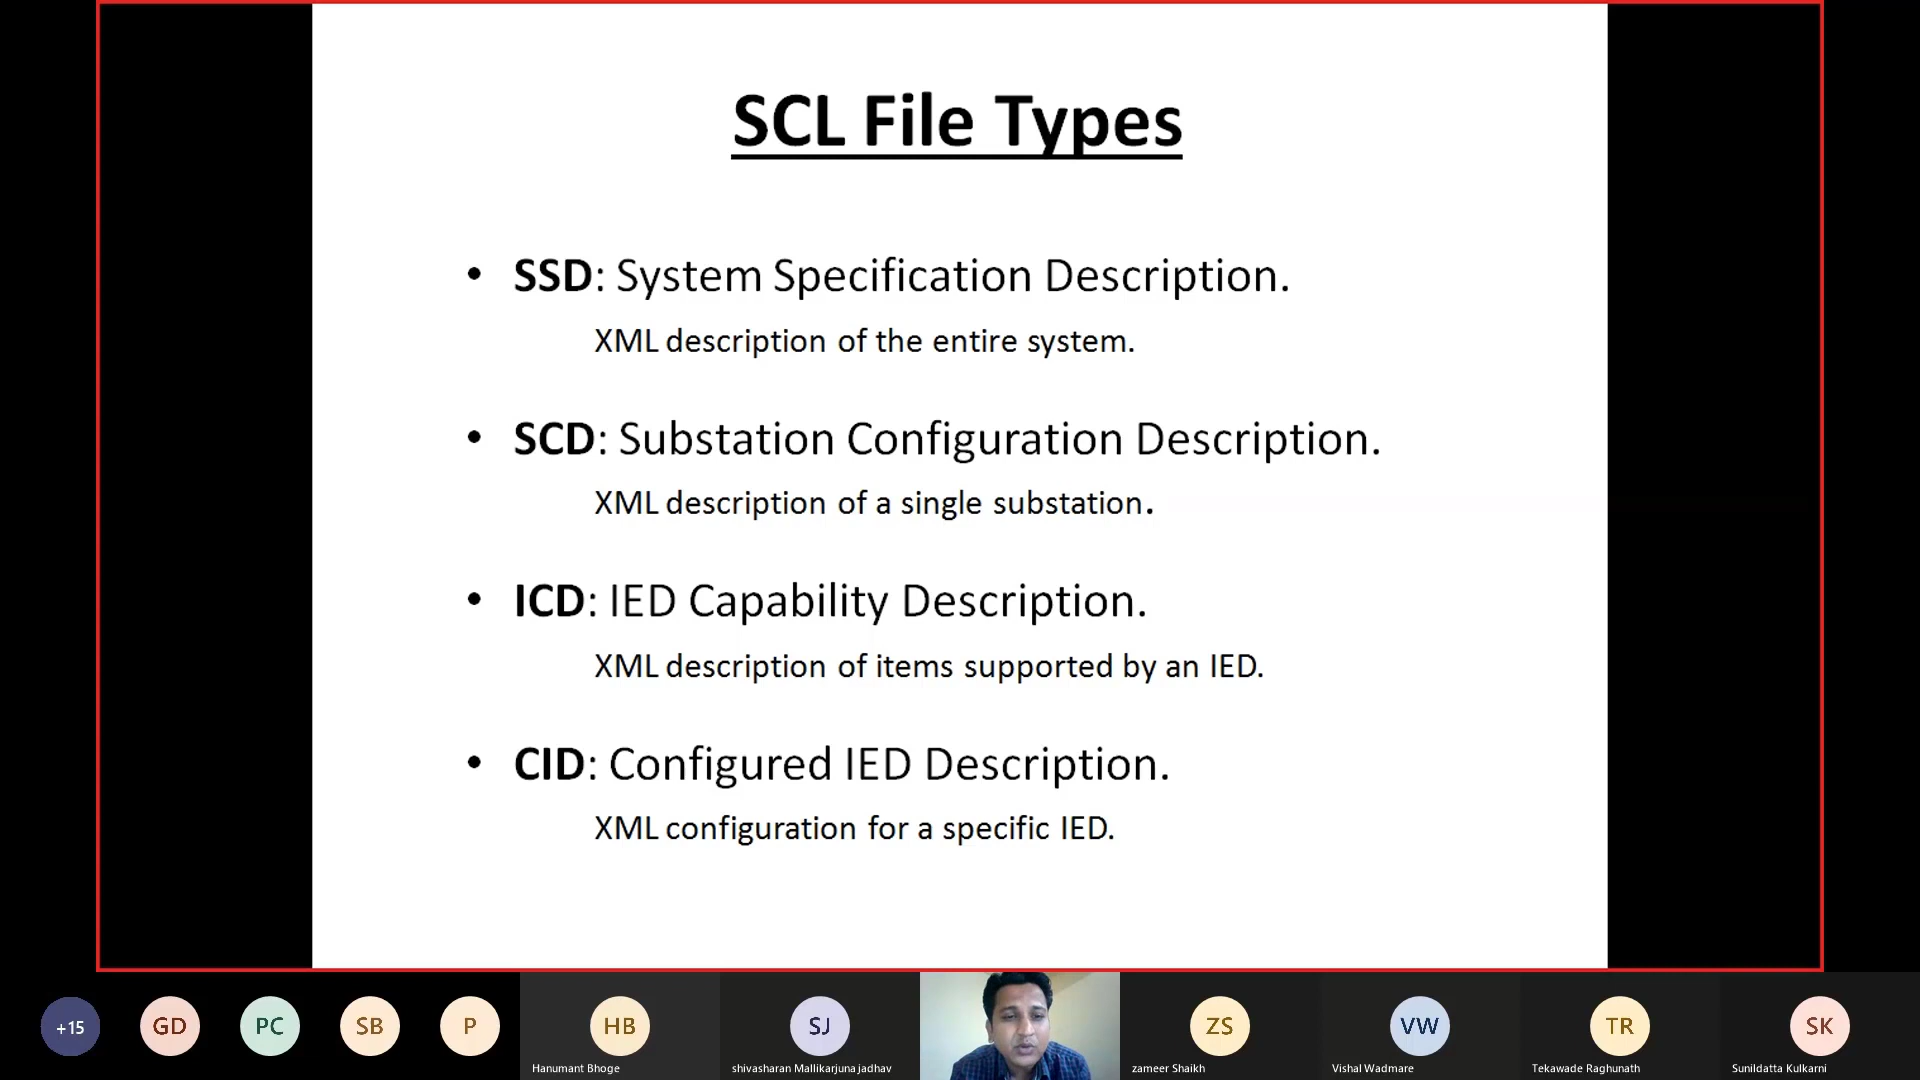 SCL File Types
• SSD: System Specification Description.
XML description of the entire system.
• SCD: Substation Configuration Description.
XML description of a single substation.
• ICD: IED Capability Description.
XML description of items supported by an IED.
• CID: Configured IED Description.
XML configuration for a specific IED.
+15 GD PC SB P HB SJ ZS VW TR SK
Hanumant Bhoge shivasharan Mallikarjuna jadhav zameer Shaikh Vishal Wadmare Tekawade Raghunath Sunildatta Kulkarni